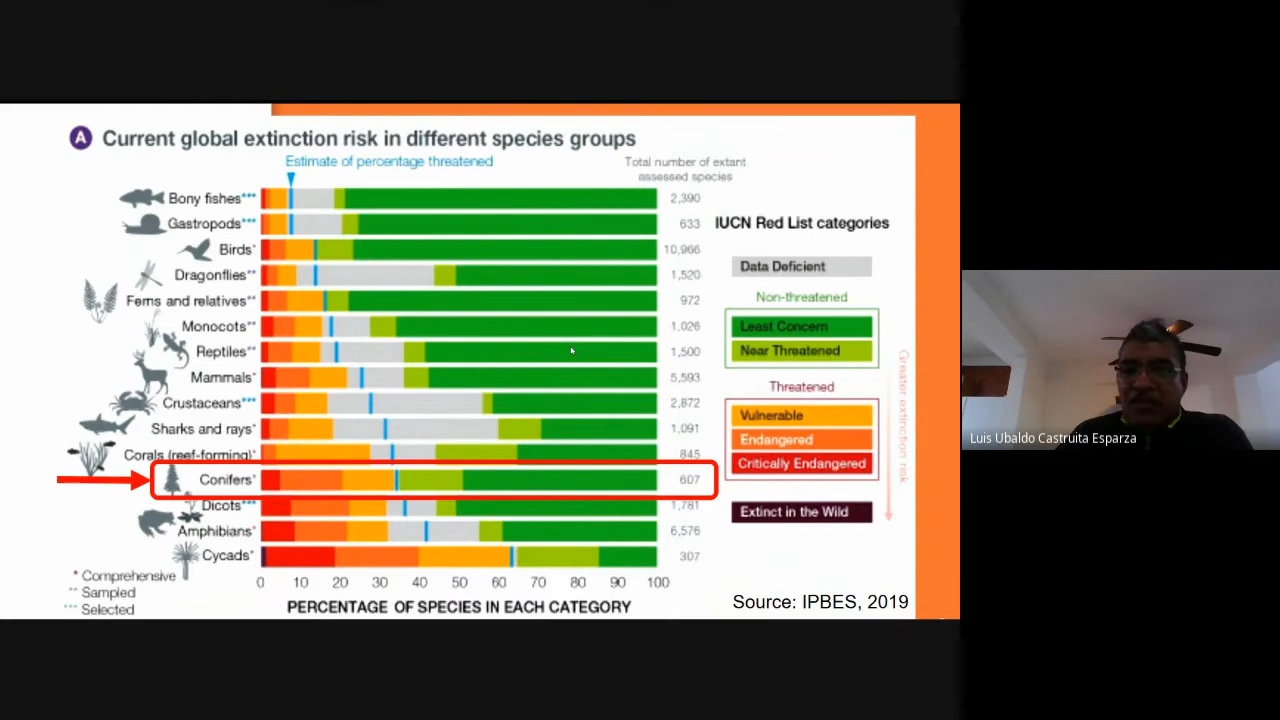 A Current global extinction risk in different species groups
Estimate of percentage threatened
Total number of extant
assessed species
Bony fishes*** 2,390
Gastropods*** 633
Birds* 10,966
Dragonflies** 1,520
Ferns and relatives** 972
Monocots** 1,026
Reptiles** 1,500
Mammals* 5,593
Crustaceans*** 2,872
Sharks and rays* 1,091
Corals (reef-forming)* 845
Conifers* 607
Dicots*** 1,781
Amphibians* 6,576
Cycads* 307
0 10 20 30 40 50 60 70 80 90 100
PERCENTAGE OF SPECIES IN EACH CATEGORY
* Comprehensive
** Sampled
*** Selected
IUCN Red List categories
Data Deficient
Non-threatened
Least Concern
Near Threatened
Threatened
Vulnerable
Endangered
Critically Endangered
Extinct in the Wild
Greater extinction risk
Source: IPBES, 2019
Luis Ubaldo Castruita Esparza